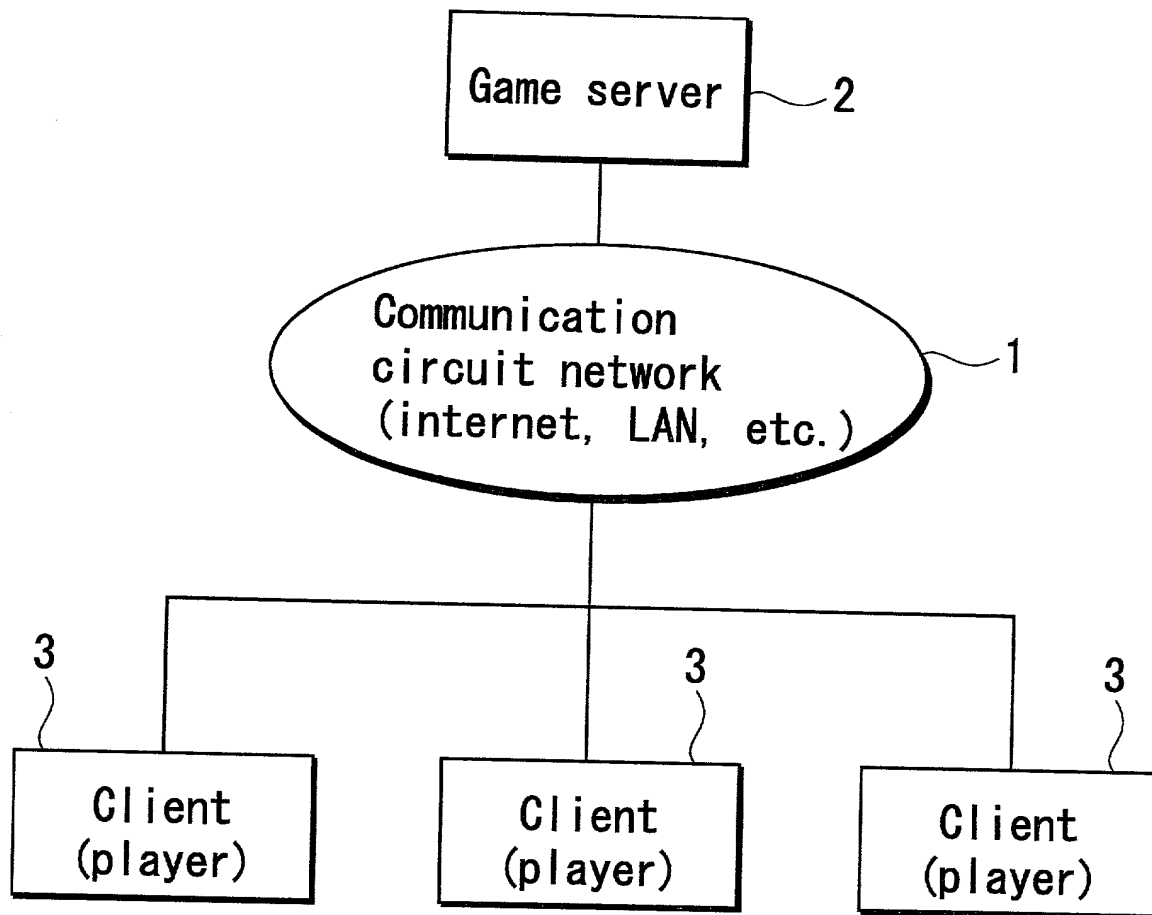 Game server
2
Communication
circuit network
(internet, LAN, etc.)
1
3
3
3
Client
(player)
Client
(player)
Client
(player)